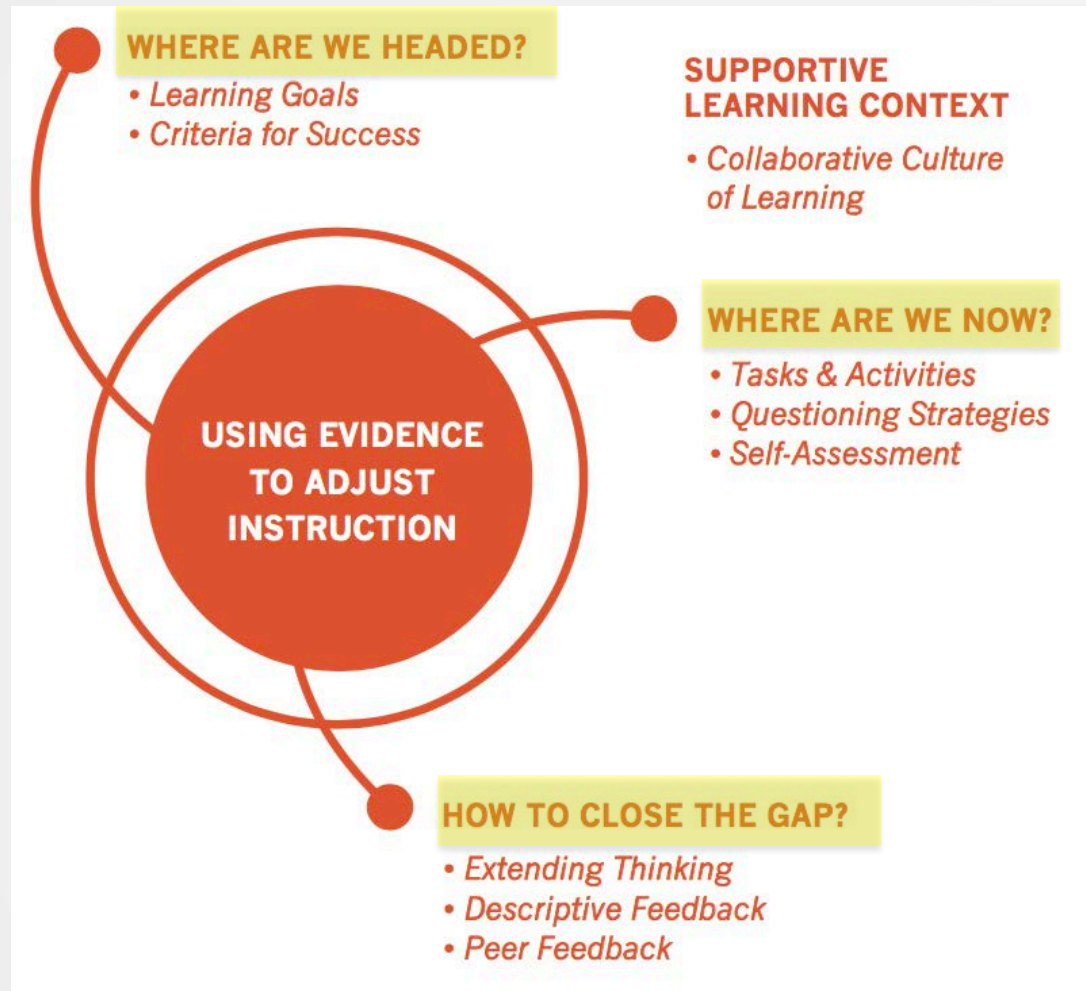 WHERE ARE WE HEADED?
• Learning Goals
• Criteria for Success
SUPPORTIVE
LEARNING CONTEXT
• Collaborative Culture
of Learning
WHERE ARE WE NOW?
• Tasks & Activities
• Questioning Strategies
• Self-Assessment
USING EVIDENCE
TO ADJUST
INSTRUCTION
HOW TO CLOSE THE GAP?
• Extending Thinking
• Descriptive Feedback
• Peer Feedback